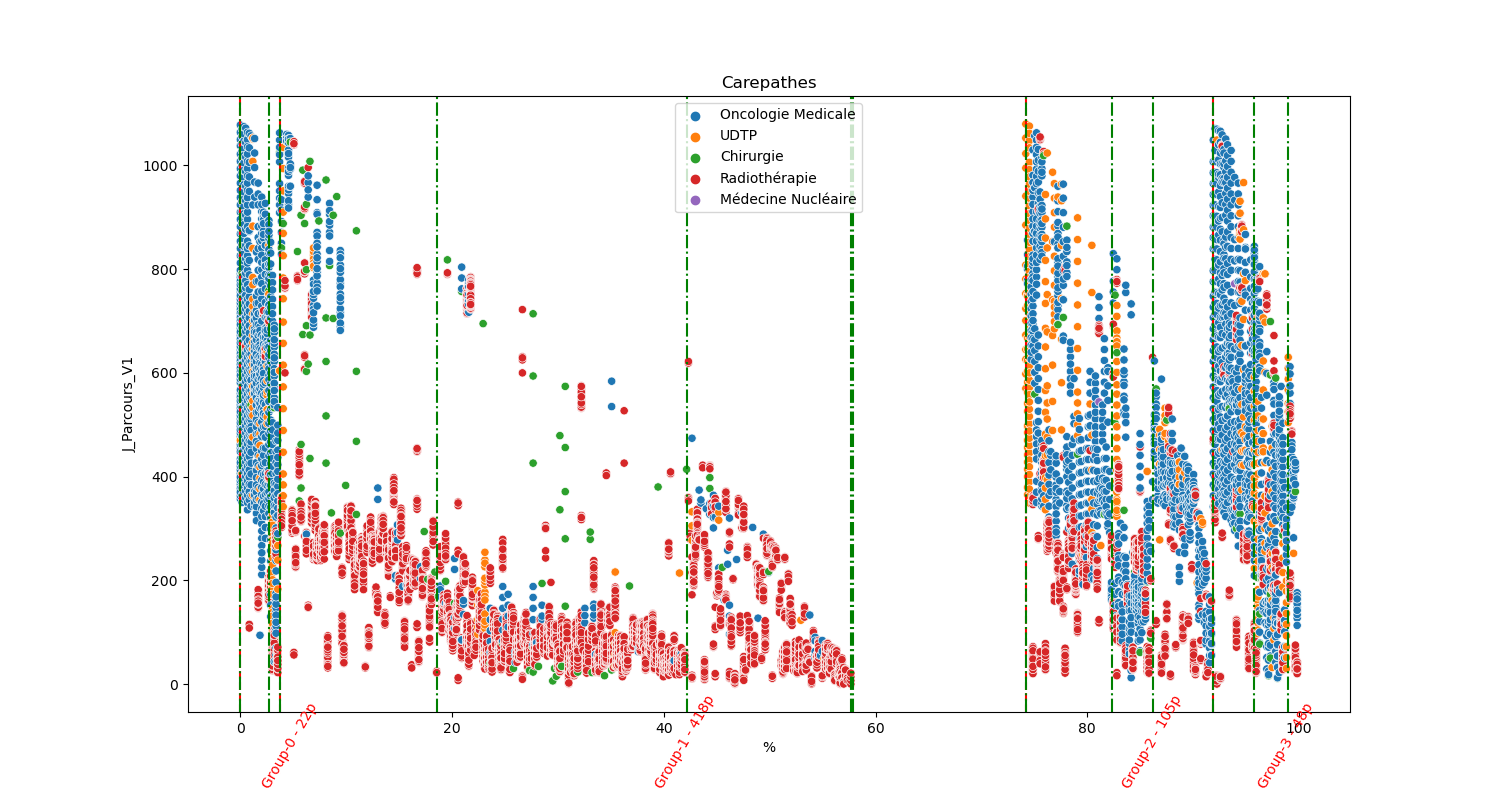 Carepathes
Oncologie Medicale
UDTP
Chirurgie
Radiothérapie
Médecine Nucléaire
J_Parcours_V1
1000
800
600
400
200
0
0
20
40
60
80
100
%
Group-0 - 22p
Group-1 - 418p
Group-2 - 105p